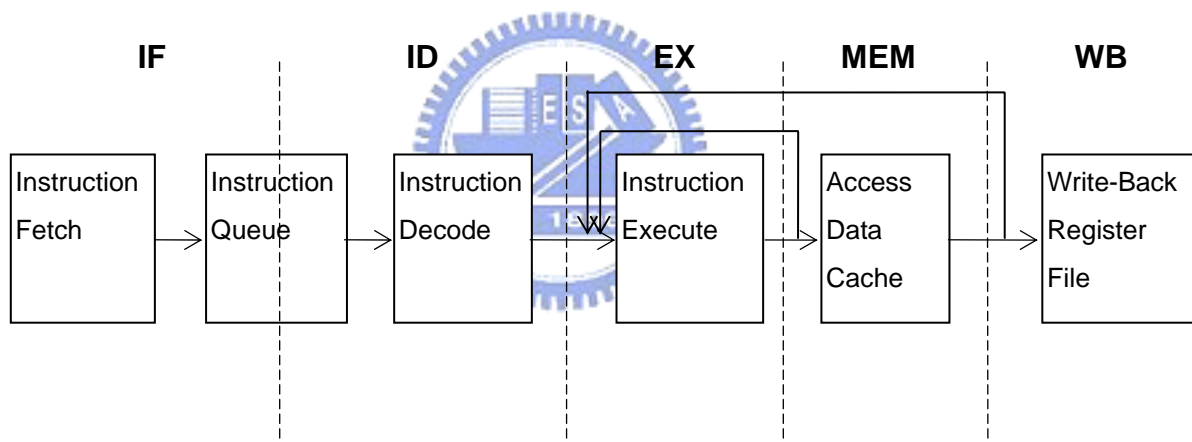 IF
ID
EX
MEM
WB
Instruction
Fetch
Instruction
Queue
Instruction
Decode
Instruction
Execute
Access
Data
Cache
Write-Back
Register
File
E S A